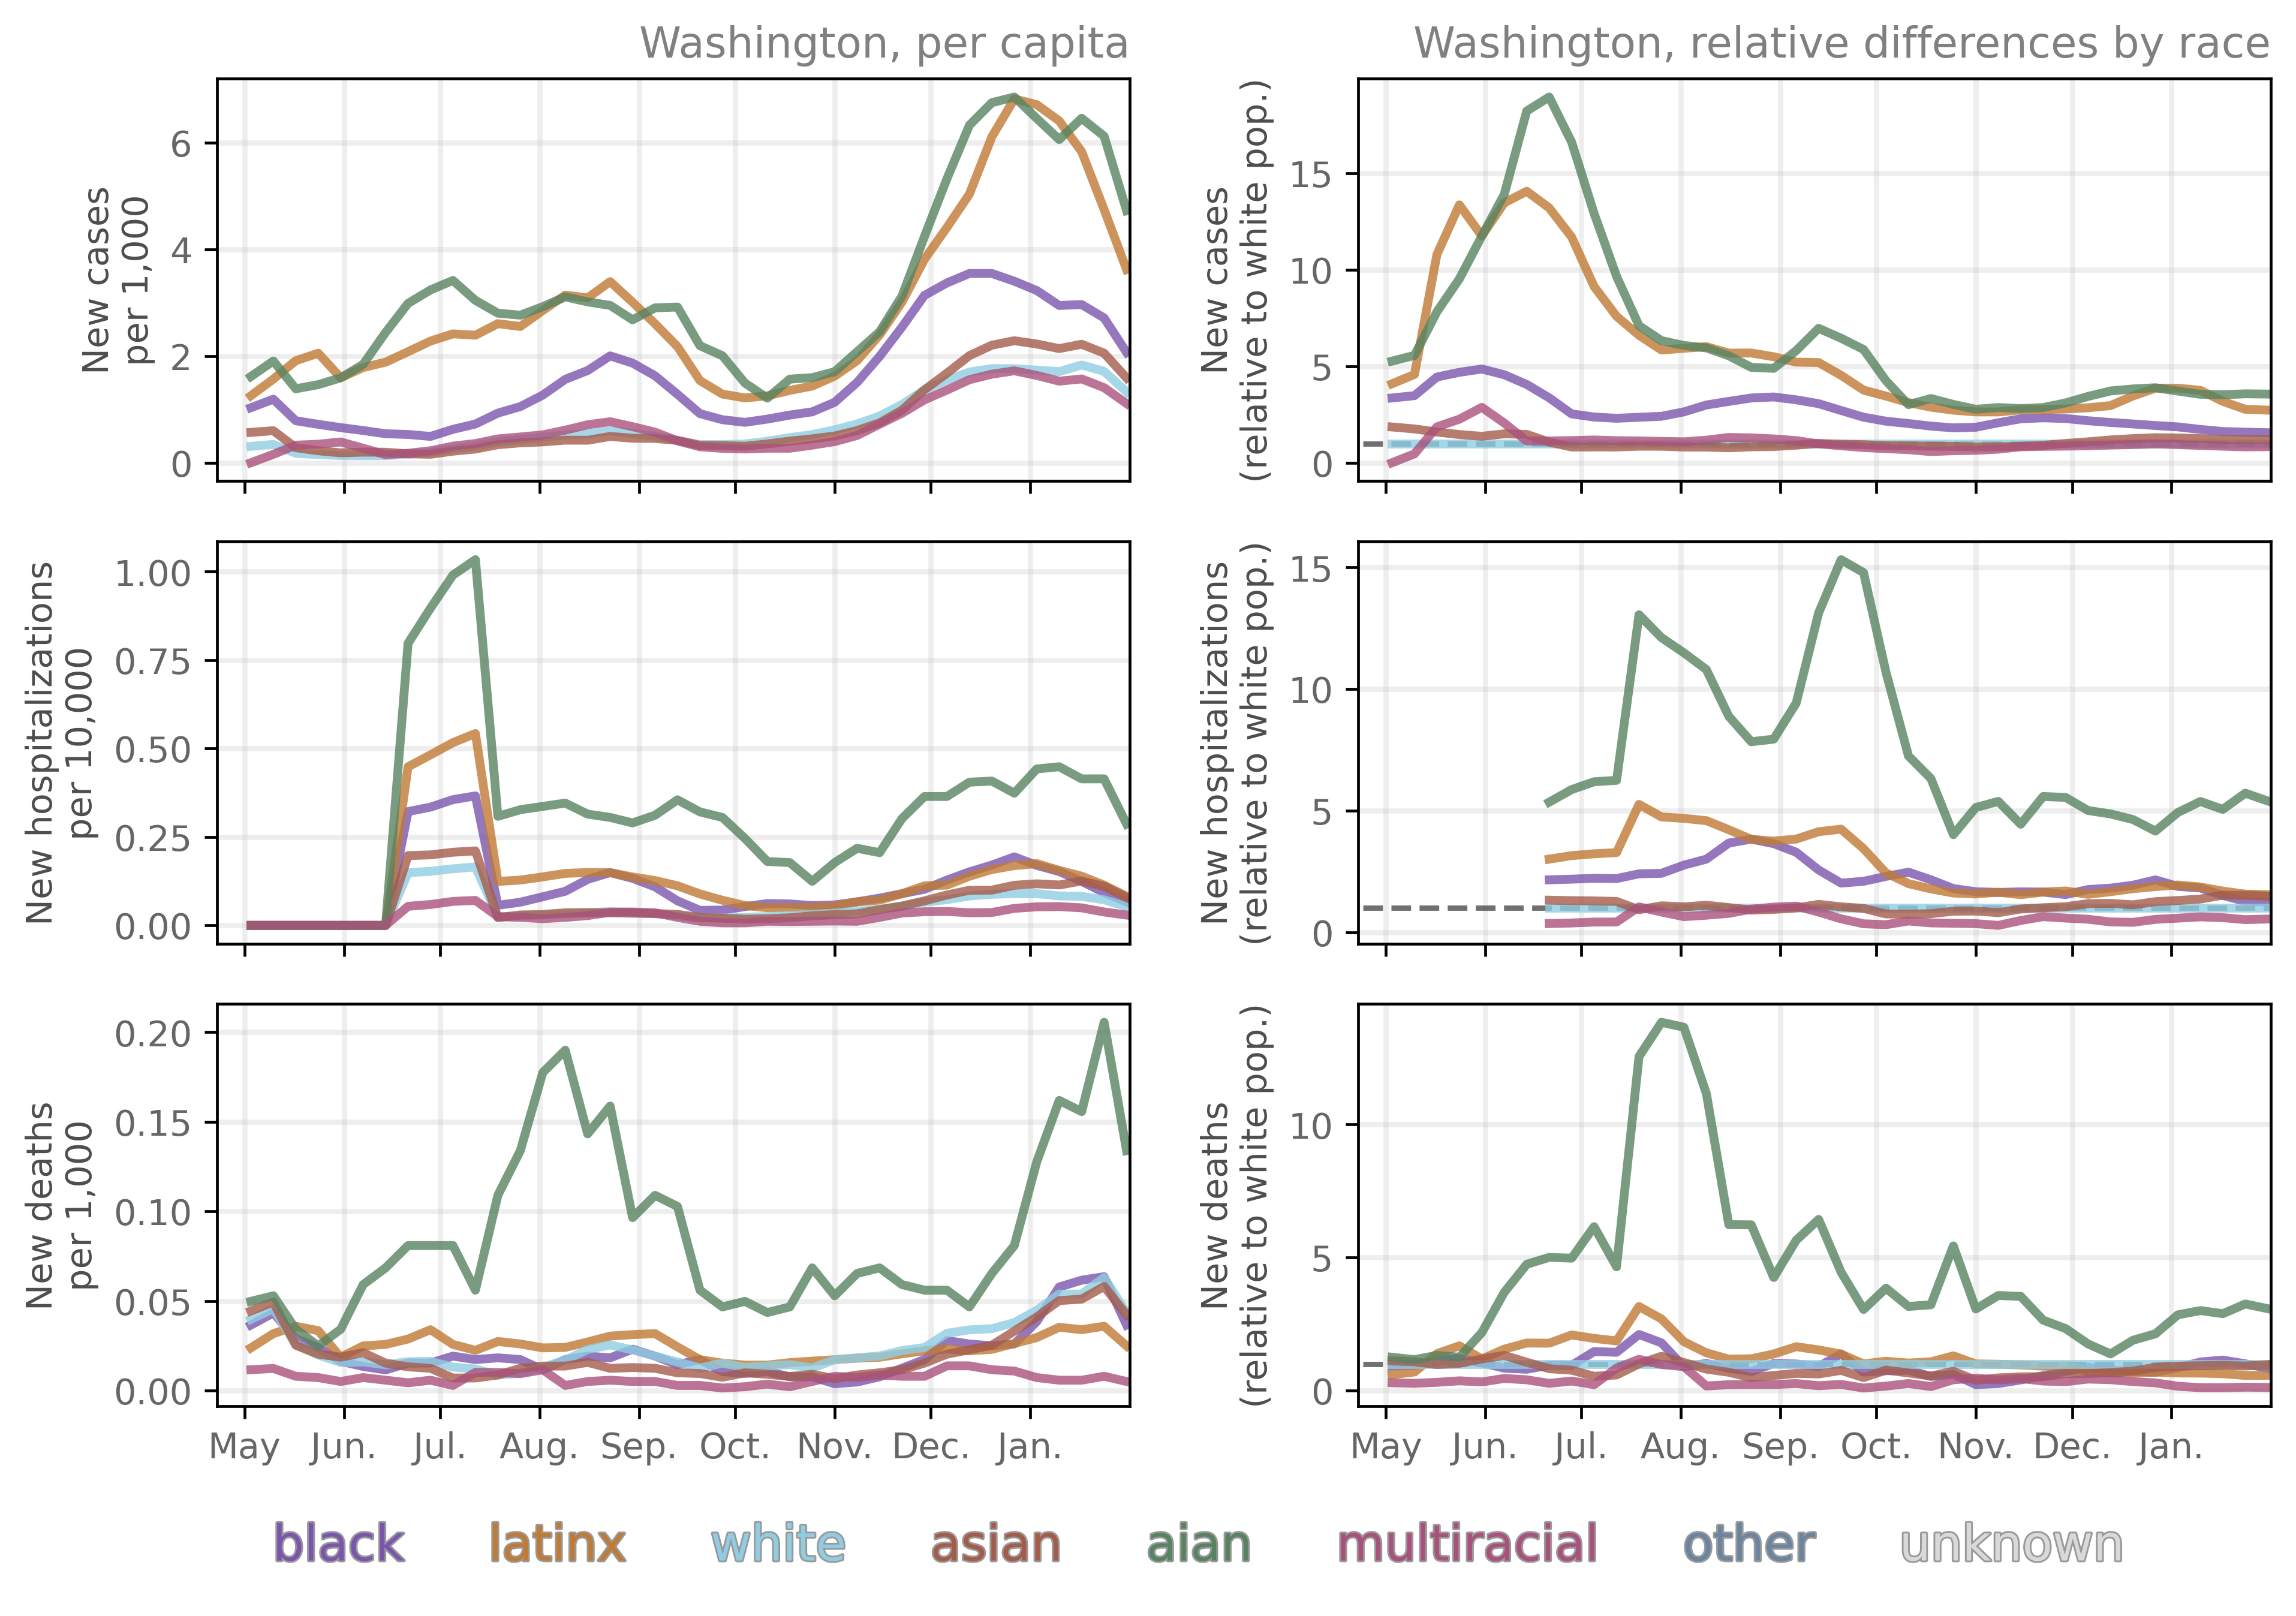 Washington, per capita
Washington, relative differences by race
New cases
per 1,000
6
4
2
0
New cases
(relative to white pop.)
15
10
5
0
New hospitalizations
per 10,000
1.00
0.75
0.50
0.25
0.00
New hospitalizations
(relative to white pop.)
15
10
5
0
New deaths
per 1,000
0.20
0.15
0.10
0.05
0.00
May Jun. Jul. Aug. Sep. Oct. Nov. Dec. Jan.
New deaths
(relative to white pop.)
10
5
0
May Jun. Jul. Aug. Sep. Oct. Nov. Dec. Jan.
black latinx white asian aian multiracial other unknown